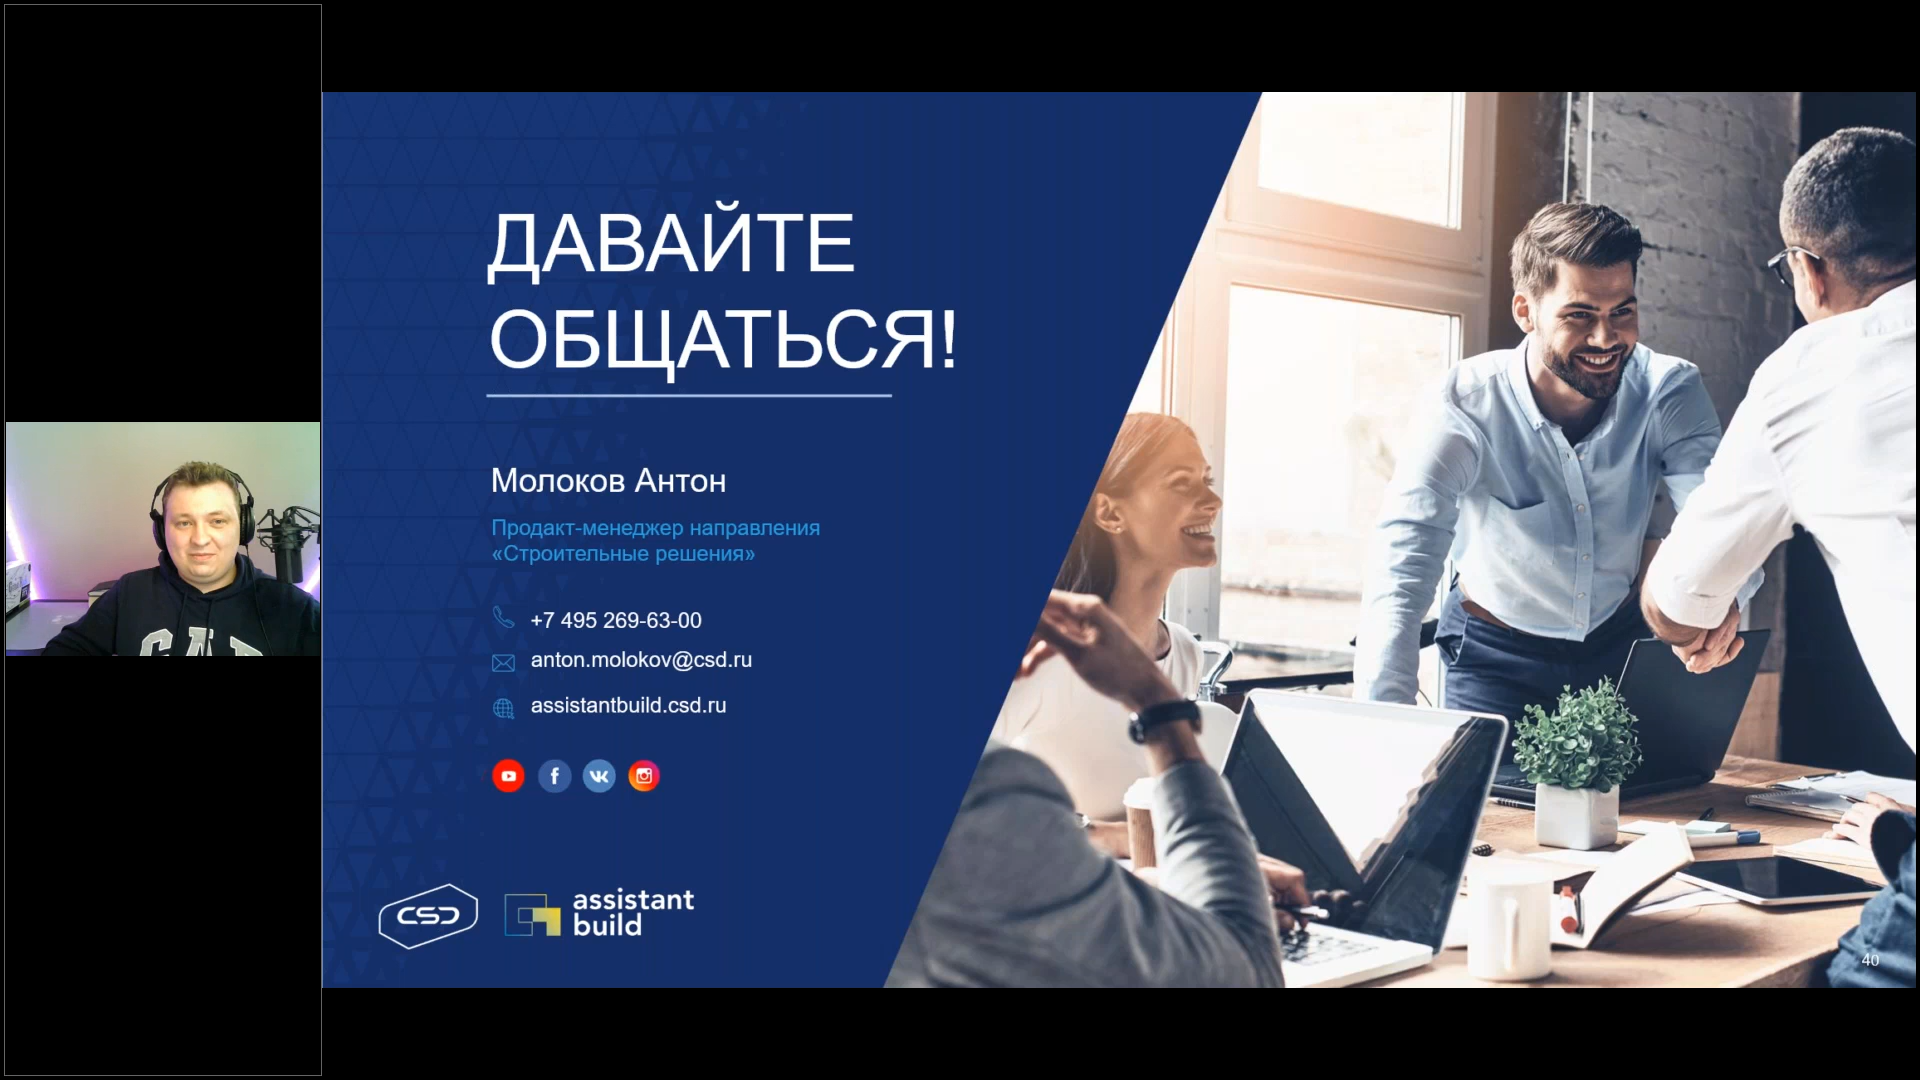 ДАВАЙТЕ
ОБЩАТЬСЯ!
Молоков Антон
Продакт-менеджер направления
«Строительные решения»
+7 495 269-63-00
anton.molokov@csd.ru
assistantbuild.csd.ru
f
CSD
assistant
build
40